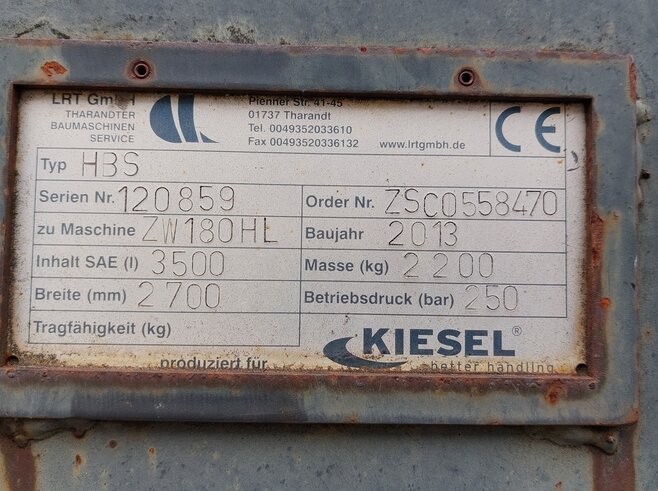 LRT GmbH
THARANDTER
BAUMASCHINEN
SERVICE
Pienner Str. 41-45
01737 Tharandt
Tel. 0049352033610
Fax 00493520336132
www.lrtgmbh.de
CE
Typ HBS
Serien Nr. 120859
Order Nr. ZSC0558470
zu Maschine ZW180HL
Baujahr 2013
Inhalt SAE (l) 3500
Masse (kg) 2200
Breite (mm) 2700
Betriebsdruck (bar) 250
Tragfähigkeit (kg)
produziert für
KIESEL®
better handling